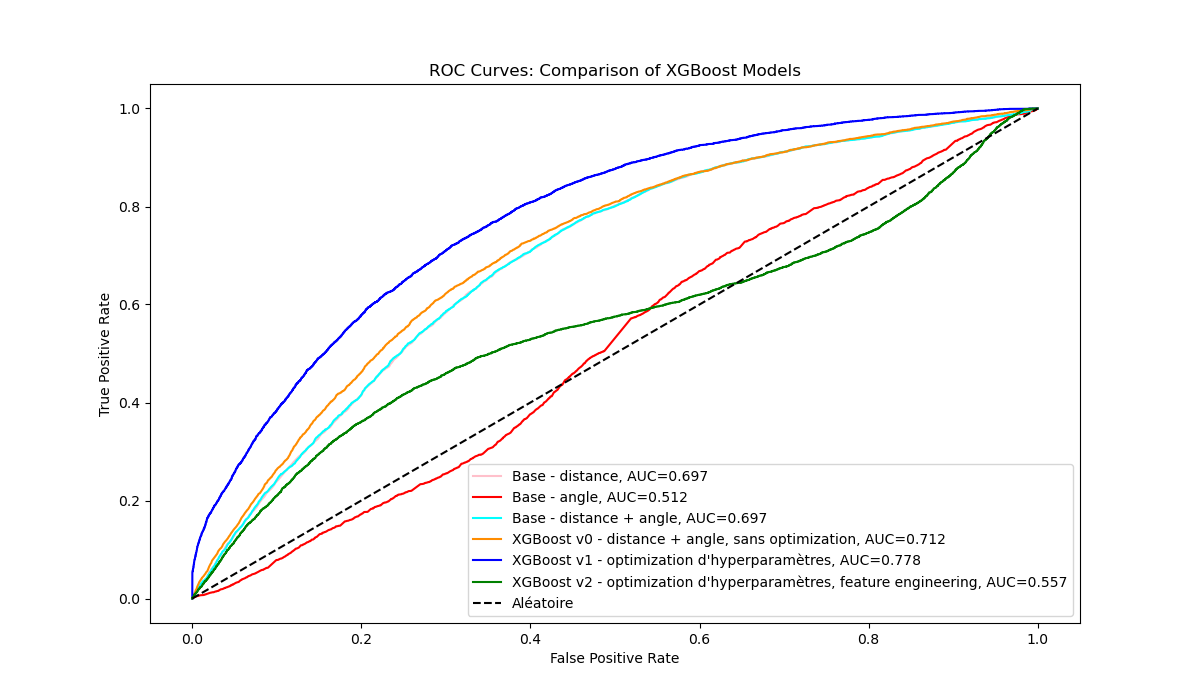 ROC Curves: Comparison of XGBoost Models
True Positive Rate
1.0
0.8
0.6
0.4
0.2
0.0
Base - distance, AUC=0.697
Base - angle, AUC=0.512
Base - distance + angle, AUC=0.697
XGBoost v0 - distance + angle, sans optimization, AUC=0.712
XGBoost v1 - optimization d'hyperparamètres, AUC=0.778
XGBoost v2 - optimization d'hyperparamètres, feature engineering, AUC=0.557
Aléatoire
0.0 0.2 0.4 0.6 0.8 1.0
False Positive Rate